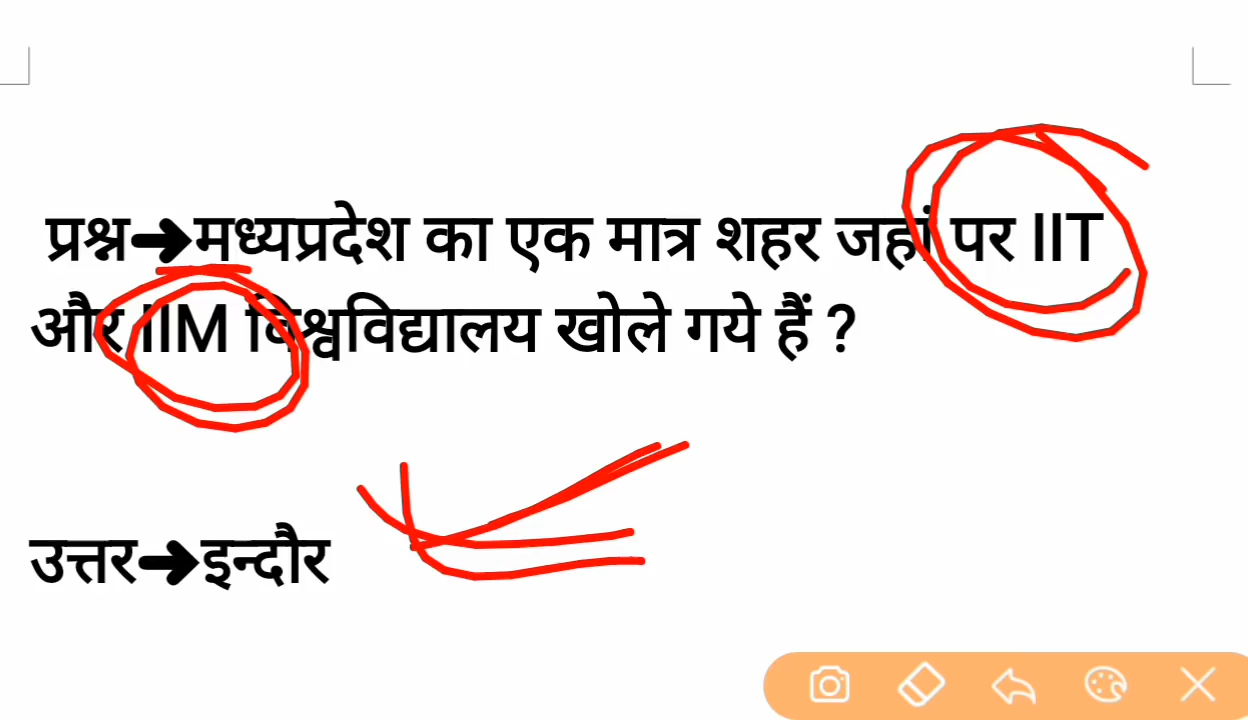 प्रश्न→मध्यप्रदेश का एक मात्र शहर जहां पर IIT
और IIM विश्वविद्यालय खोले गये हैं ?
उत्तर→इन्दौर